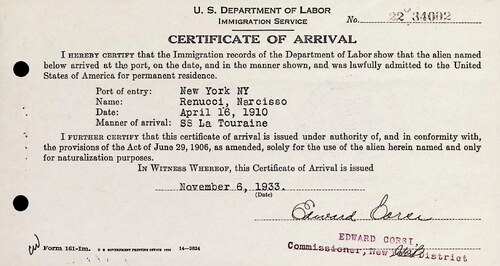 U. S. DEPARTMENT OF LABOR
IMMIGRATION SERVICE
No. 22 34002
CERTIFICATE OF ARRIVAL
I HEREBY CERTIFY that the Immigration records of the Department of Labor show that the alien named
below arrived at the port, on the date, and in the manner shown, and was lawfully admitted to the
United States of America for permanent residence.
Port of entry: New York NY
Name: Renucci, Narcisso
Date: April 16, 1910
Manner of arrival: SS La Touraine
I FURTHER CERTIFY that this certificate of arrival is issued under authority of, and in conformity with,
the provisions of the Act of June 29, 1906, as amended, solely for the use of the alien herein named and only
for naturalization purposes.
IN WITNESS WHEREOF, this Certificate of Arrival is issued
November 6, 1933.
(Date)
Edward Corsi
EDWARD CORSI,
Commissioner, New District
Form 161-Im. U. S. GOVERNMENT PRINTING OFFICE 14-2624